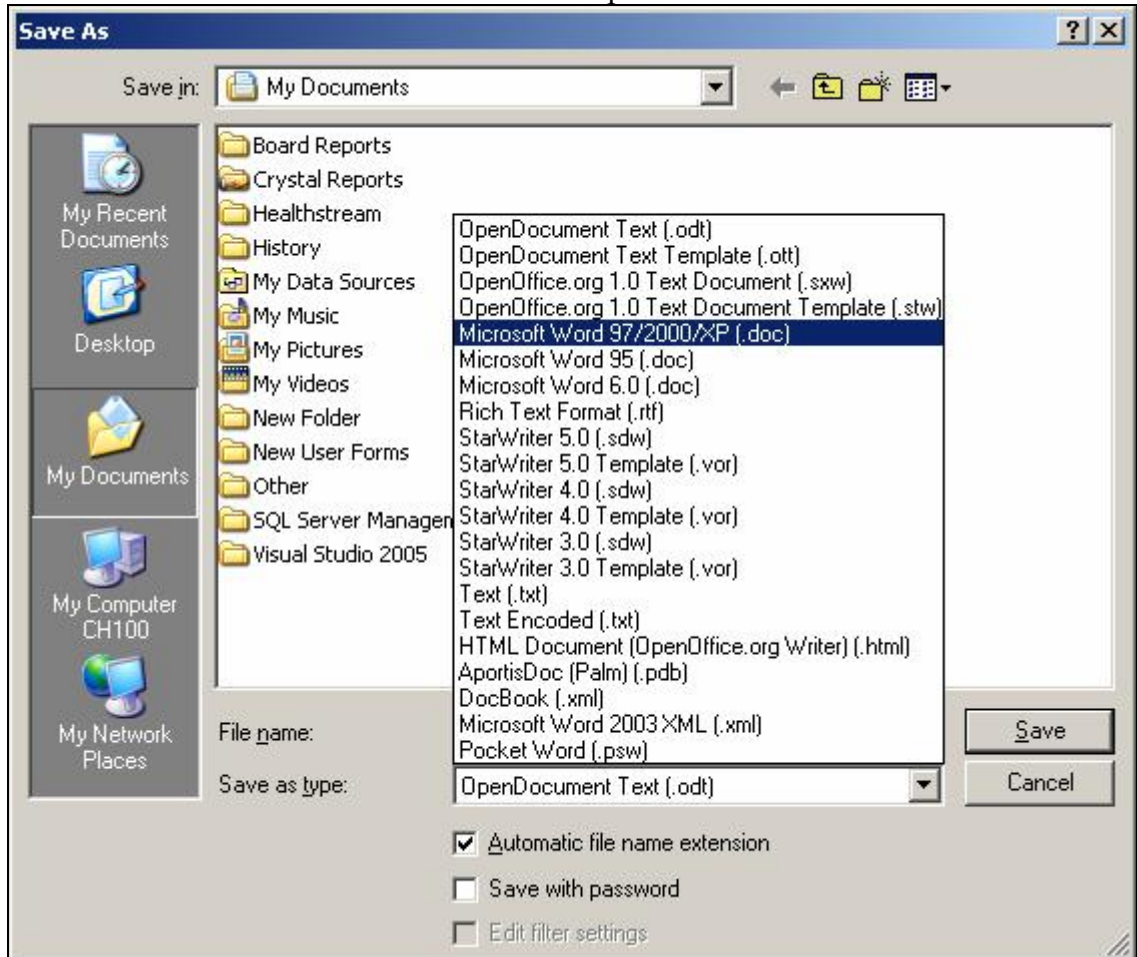 Save As
Save in:
My Documents
My Recent
Documents
Desktop
My Documents
My Computer
CH100
My Network
Places
Board Reports
Crystal Reports
Healthstream
History
My Data Sources
My Music
My Pictures
My Videos
New Folder
New User Forms
Other
SQL Server Managem
Visual Studio 2005
OpenDocument Text (.odt)
OpenDocument Text Template (.ott)
OpenOffice.org 1.0 Text Document (.sxw)
OpenOffice.org 1.0 Text Document Template (.stw)
Microsoft Word 97/2000/XP (.doc)
Microsoft Word 95 (.doc)
Microsoft Word 6.0 (.doc)
Rich Text Format (.rtf)
StarWriter 5.0 (.sdw)
StarWriter 5.0 Template (.vor)
StarWriter 4.0 (.sdw)
StarWriter 4.0 Template (.vor)
StarWriter 3.0 (.sdw)
StarWriter 3.0 Template (.vor)
Text (.txt)
Text Encoded (.txt)
HTML Document (OpenOffice.org Writer) (.html)
AportisDoc (Palm) (.pdb)
DocBook (.xml)
Microsoft Word 2003 XML (.xml)
Pocket Word (.psw)
File name:
Save
Save as type:
OpenDocument Text (.odt)
Cancel
Automatic file name extension
Save with password
Edit filter settings